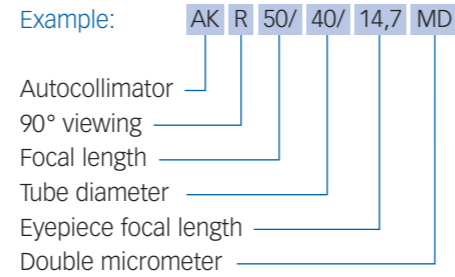 Example: AK R 50/ 40/ 14,7 MD
Autocollimator
90° viewing
Focal length
Tube diameter
Eyepiece focal length
Double micrometer